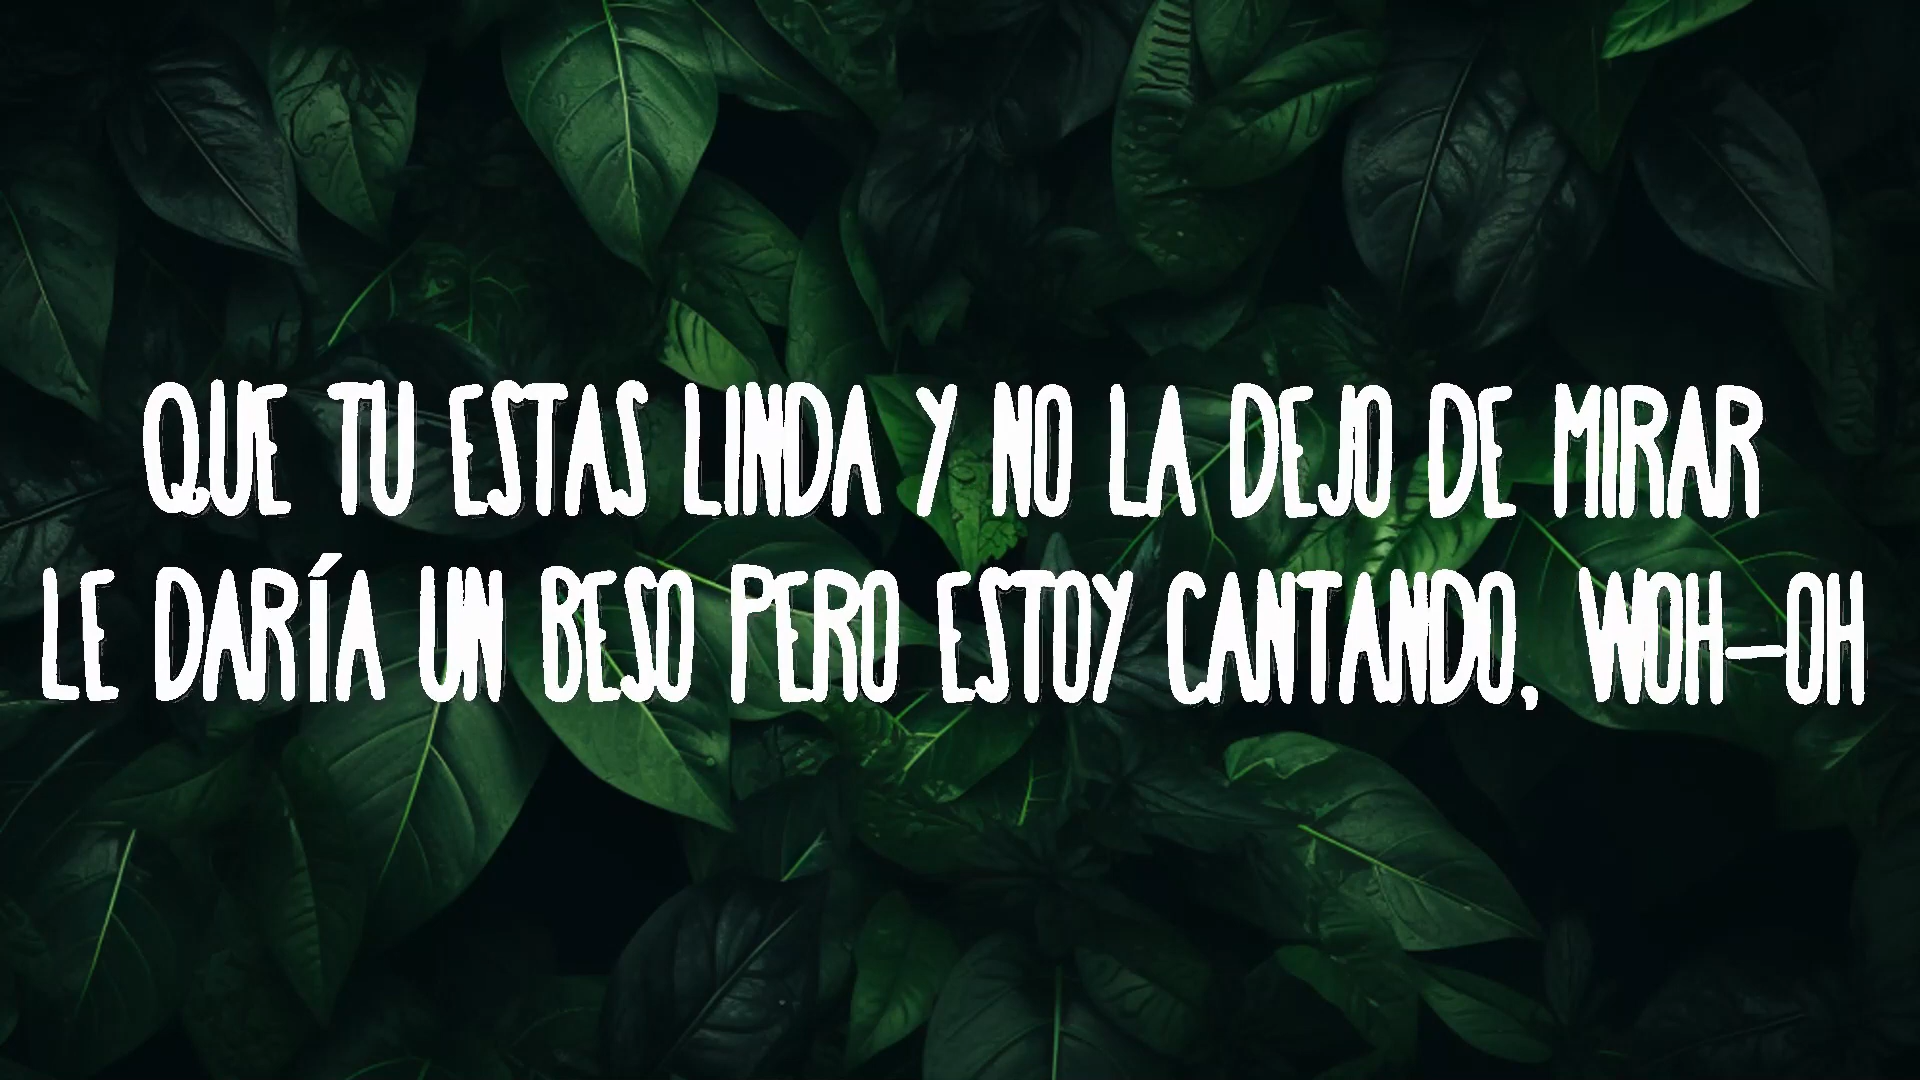 QUE TU ESTAS LINDA Y NO LA DEJO DE MIRAR
LE DARÍA UN BESO PERO ESTOY CANTANDO, WOH-OH